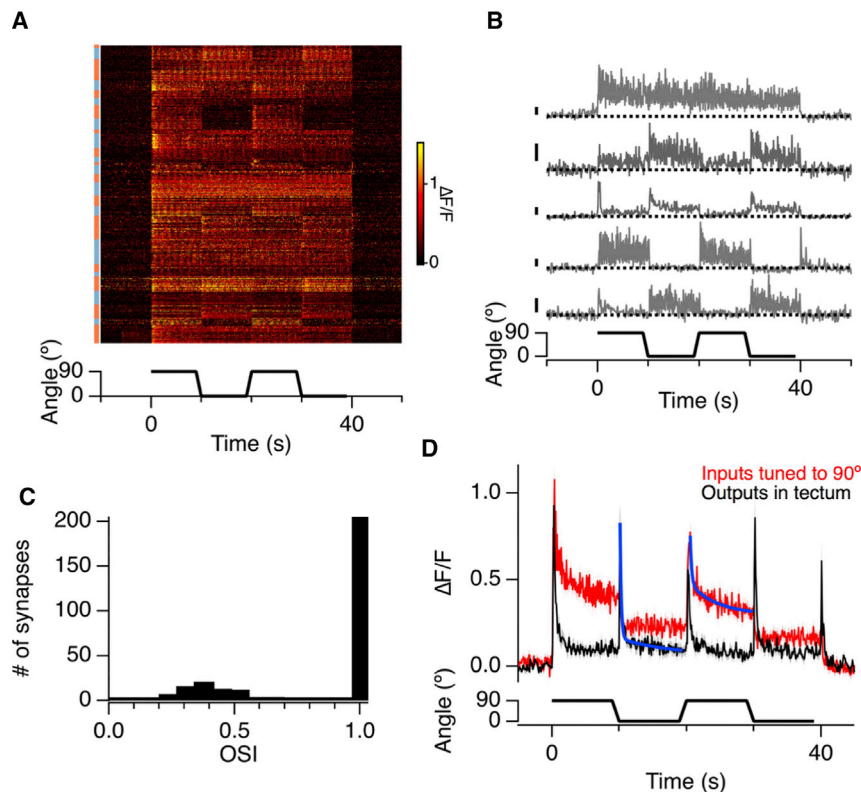 A
1
0
ΔF/F
Angle (º)
90
0
0
40
Time (s)
B
Angle (º)
90
0
0
20
40
Time (s)
C
# of synapses
200
150
100
50
0
0.0
0.5
1.0
OSI
D
Inputs tuned to 90º
Outputs in tectum
ΔF/F
1.0
0.5
0.0
Angle (º)
90
0
0
40
Time (s)